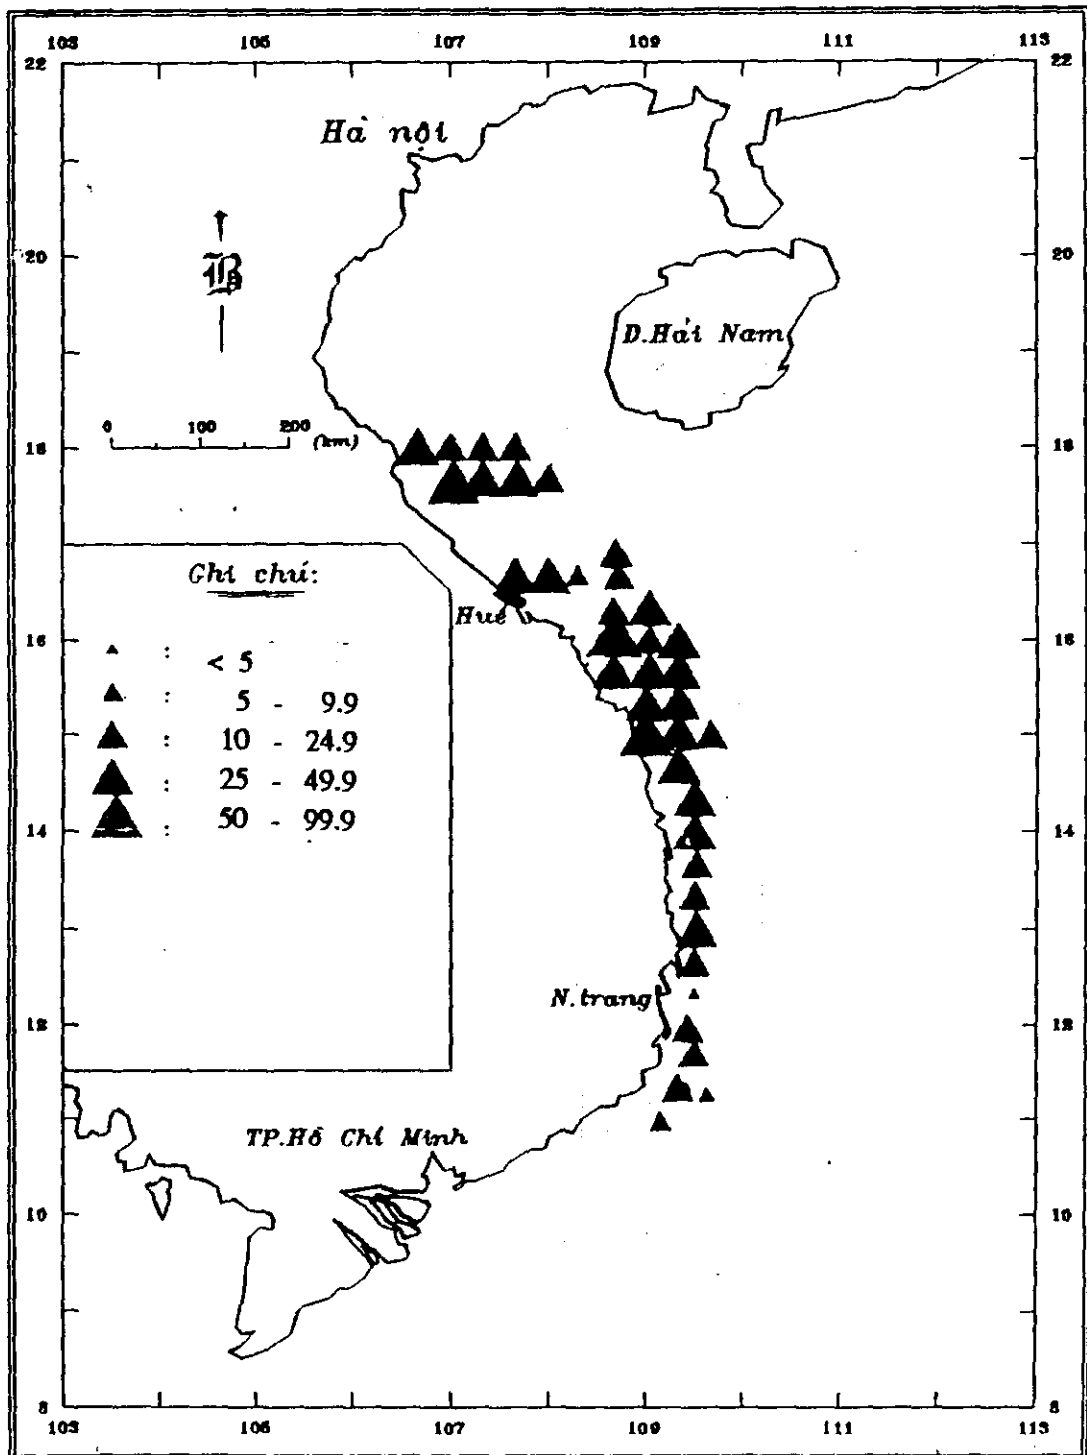 103 105 107 109 111 113
22 22
Hà nội
20 20
B
D.Hải Nam
0 100 200 (km)
18 18
Ghi chú:
Huế
16 16
: < 5
: 5 - 9.9
: 10 - 24.9
: 25 - 49.9
: 50 - 99.9
14 14
N.trang
12 12
TP.Hồ Chí Minh
10 10
8 8
103 105 107 109 111 113